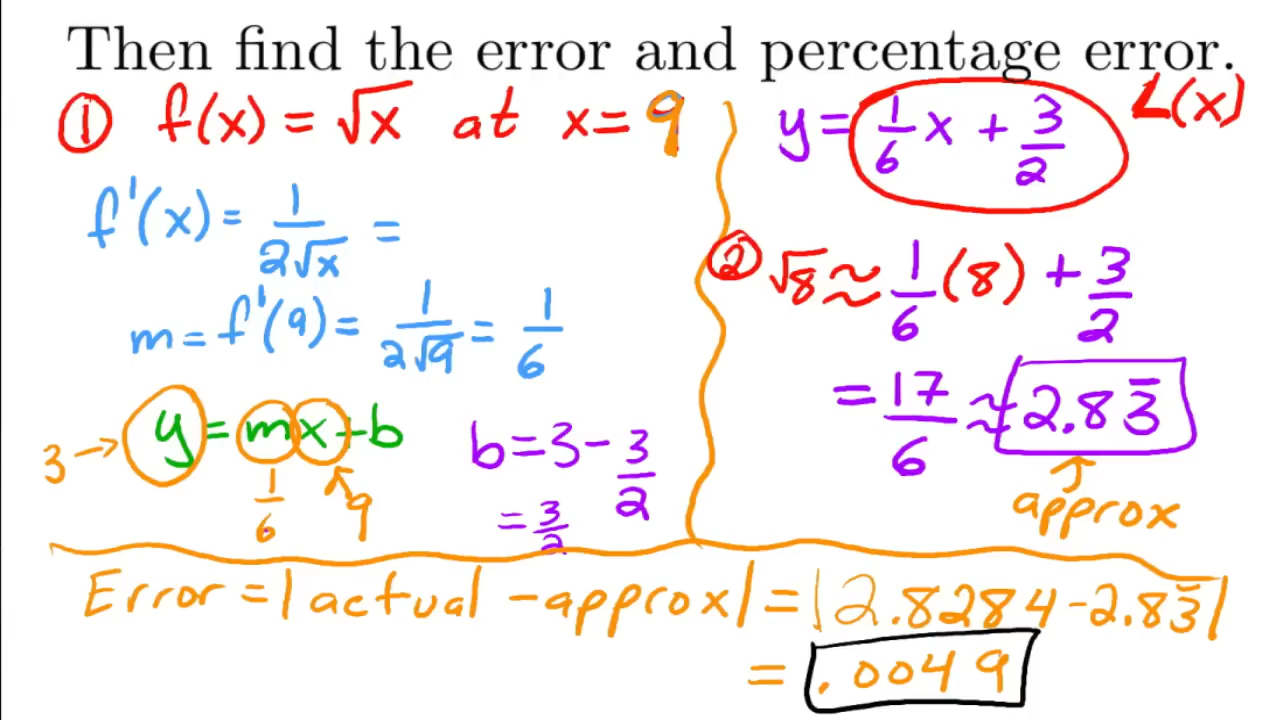 Then find the error and percentage error.
① f(x) = √x at x = 9
f'(x) = 1/(2√x) =
m = f'(9) = 1/(2√9) = 1/6
y = mx + b
3 →
1/6
9
b = 3 - 3/2
= 3/2
y = 1/6 x + 3/2
L(x)
② √8 ≈ 1/6 (8) + 3/2
= 17/6 ≈ 2.83̅
approx
Error = |actual - approx| = |2.8284 - 2.83̅|
= .0049